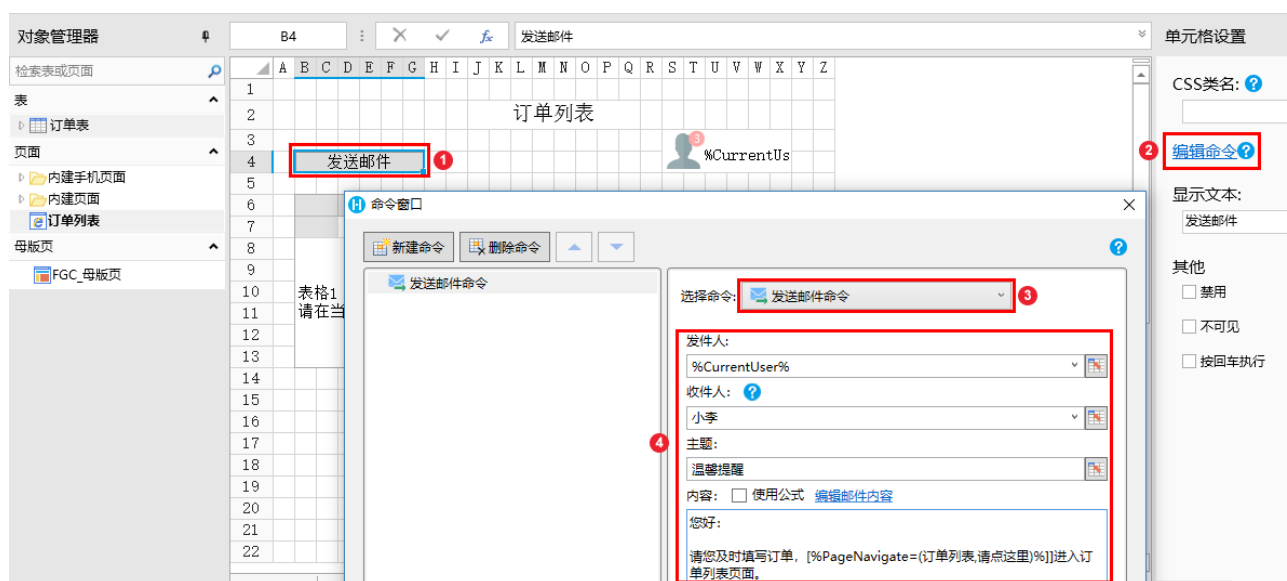 对象管理器
B4
发送邮件
单元格设置
检索表或页面
A B C D E F G H I J K L M N O P Q R S T U V W X Y Z
CSS类名:
表
1
订单表
2
订单列表
页面
3
3
编辑命令
2
内建手机页面
4
发送邮件
1
%CurrentUs
内建页面
5
显示文本:
订单列表
6
命令窗口
发送邮件
母版页
7
FGC_母版页
8
新建命令
删除命令
其他
9
发送邮件命令
禁用
10
表格1
选择命令:
发送邮件命令
3
11
请在当
不可见
12
发件人:
13
%CurrentUser%
按回车执行
14
收件人:
15
小李
16
主题:
17
4
温馨提醒
18
内容:
使用公式
编辑邮件内容
19
您好:
20
请您及时填写订单，[%PageNavigate=(订单列表,请点这里)%]]进入订
21
单列表页面。
22